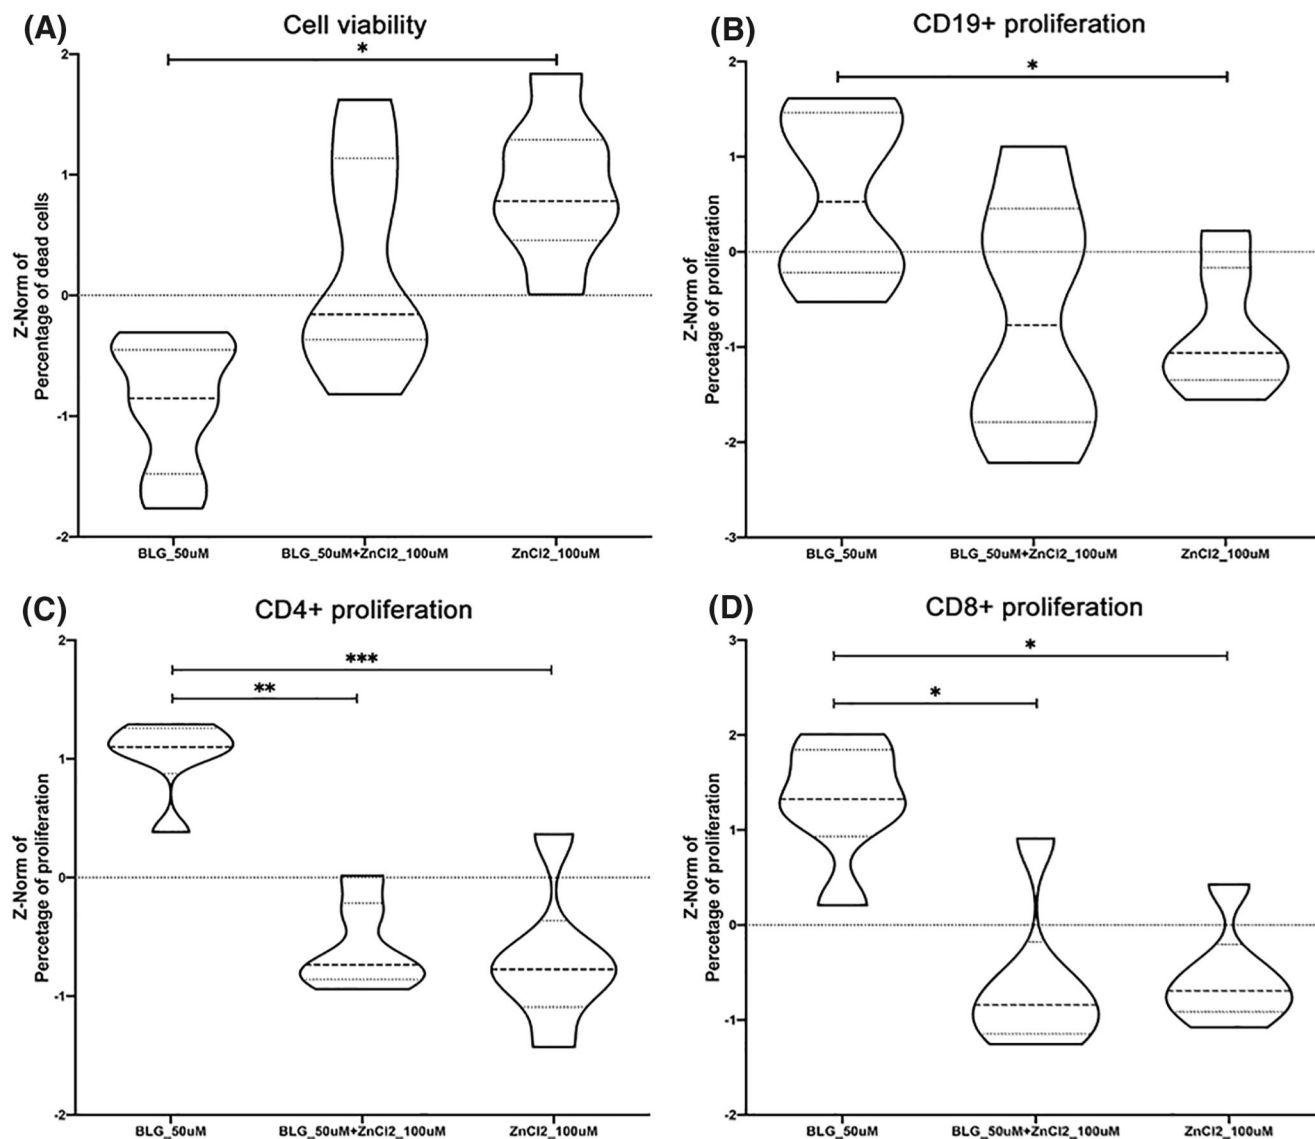 (A)
Cell viability
*
2
1
0
-1
-2
Z-Norm of
Percentage of dead cells
BLG_50uM
BLG_50uM+ZnCl2_100uM
ZnCl2_100uM
(B)
CD19+ proliferation
*
2
1
0
-1
-2
-3
Z-Norm of
Percetage of proliferation
BLG_50uM
BLG_50uM+ZnCl2_100uM
ZnCl2_100uM
(C)
CD4+ proliferation
***
**
2
1
0
-1
-2
Z-Norm of
Percetage of proliferation
BLG_50uM
BLG_50uM+ZnCl2_100uM
ZnCl2_100uM
(D)
CD8+ proliferation
*
*
3
2
1
0
-1
-2
Z-Norm of
Percetage of proliferation
BLG_50uM
BLG_50uM+ZnCl2_100uM
ZnCl2_100uM